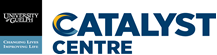 UNIVERSITY
OF GUELPH
CHANGING LIVES
IMPROVING LIFE
CATALYST
CENTRE